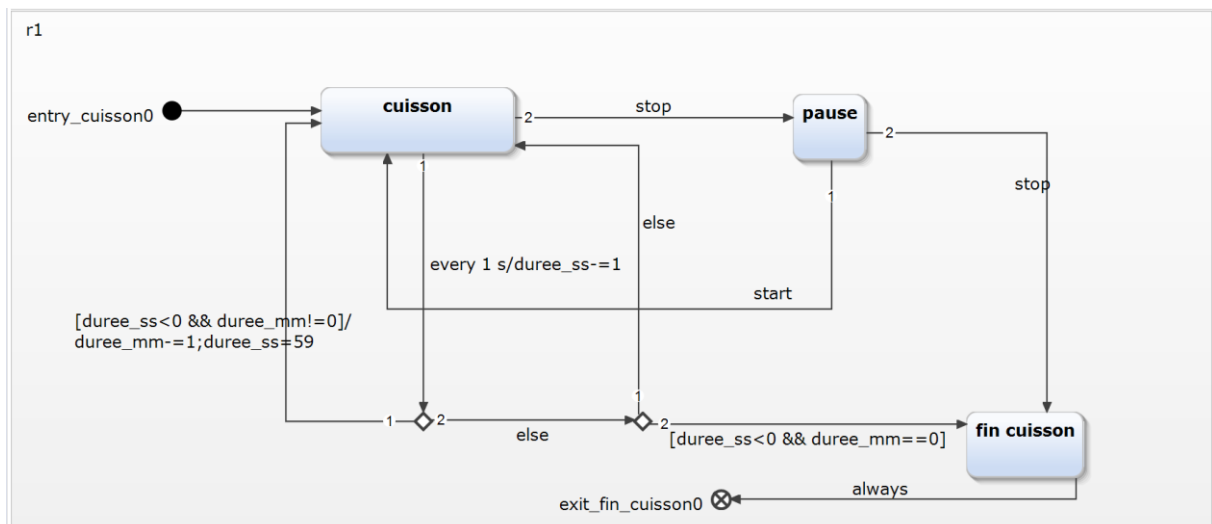 r1
cuisson
stop
pause
entry_cuisson0
2
2
1
1
stop
else
every 1 s/duree_ss-=1
start
[duree_ss<0 && duree_mm!=0]/
duree_mm-=1;duree_ss=59
1
1
2
2
else
[duree_ss<0 && duree_mm==0]
fin cuisson
always
exit_fin_cuisson0